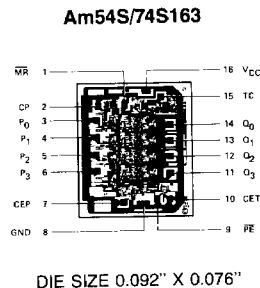 Am54S/74S163
M̅R̅ 1
16 VCC
15 TC
CP 2
P0 3
14 Q0
P1 4
13 Q1
P2 5
12 Q2
P3 6
11 Q3
CEP 7
10 CET
GND 8
9 P̅E̅
DIE SIZE 0.092" X 0.076"